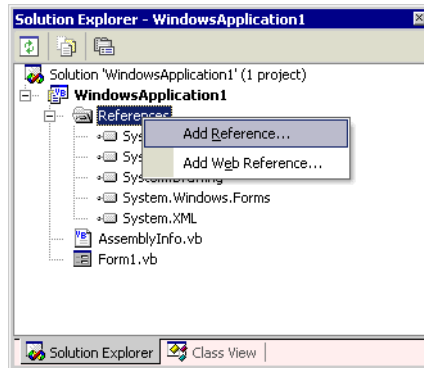 Solution Explorer - WindowsApplication1
Solution 'WindowsApplication1' (1 project)
WindowsApplication1
References
Add Reference...
Add Web Reference...
System.Windows.Forms
System.XML
AssemblyInfo.vb
Form1.vb
Solution Explorer
Class View